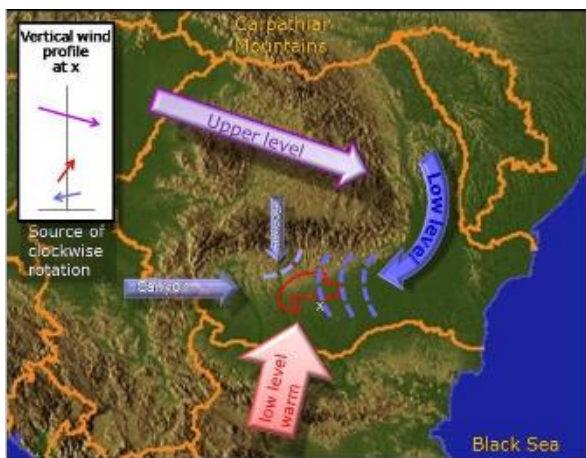 Carpathian
Mountains
Vertical wind
profile
at x
Upper level
Low level
Source of
clockwise
rotation
x
low level
warm
Black Sea